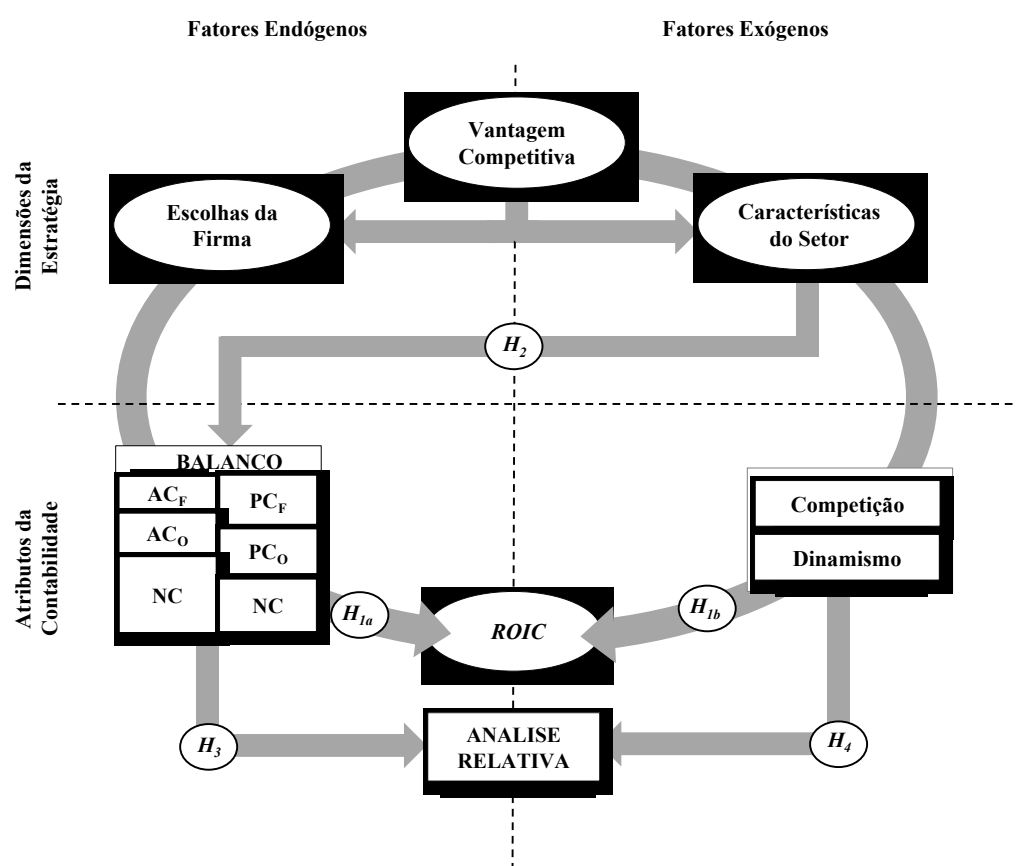 Fatores Endógenos
Fatores Exógenos
Dimensões da
Estratégia
Vantagem
Competitiva
Escolhas da
Firma
Características
do Setor
H2
Atributos da
Contabilidade
BALANCO
ACF
PCF
ACO
PCO
NC
NC
Competição
Dinamismo
H1a
ROIC
H1b
H3
ANALISE
RELATIVA
H4